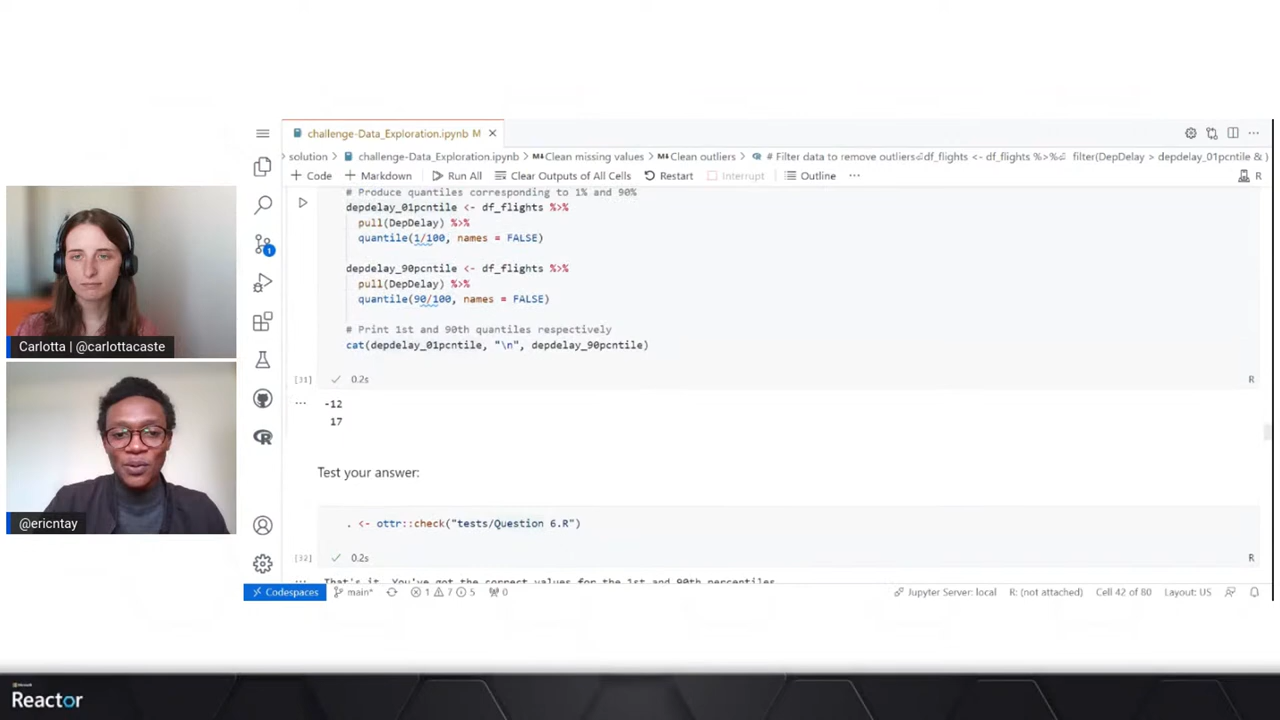 challenge-Data_Exploration.ipynb M
solution > challenge-Data_Exploration.ipynb > Clean missing values > Clean outliers > # Filter data to remove outliers df_flights <- df_flights %>% filter(DepDelay > depdelay_01pcntile & )
+ Code + Markdown Run All Clear Outputs of All Cells Restart Interrupt Outline ... R
# Produce quantiles corresponding to 1% and 90%
depdelay_01pcntile <- df_flights %>%
pull(DepDelay) %>%
quantile(1/100, names = FALSE)
depdelay_90pcntile <- df_flights %>%
pull(DepDelay) %>%
quantile(90/100, names = FALSE)
# Print 1st and 90th quantiles respectively
cat(depdelay_01pcntile, "\n", depdelay_90pcntile)
[31] 0.2s R
-12
17
Test your answer:
. <- ottr::check("tests/Question 6.R")
[32] 0.2s R
That's it. You've got the correct values for the 1st and 90th percentiles
Codespaces main* 1 7 5 0 Jupyter Server: local R: (not attached) Cell 42 of 80 Layout: US
1
Carlotta | @carlottacaste
@ericntay
Microsoft
Reactor